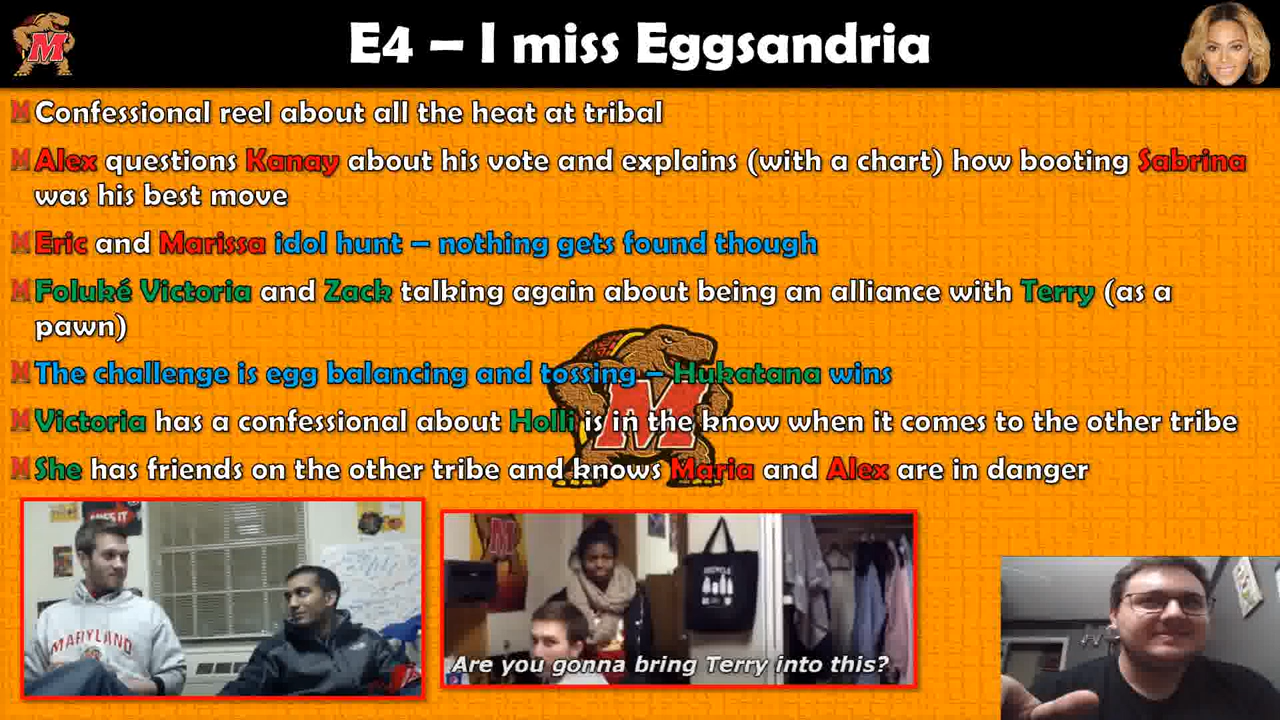 E4 – I miss Eggsandria
Confessional reel about all the heat at tribal
Alex questions Kanay about his vote and explains (with a chart) how booting Sabrina
was his best move
Eric and Marissa idol hunt – nothing gets found though
Foluké Victoria and Zack talking again about being an alliance with Terry (as a
pawn)
The challenge is egg balancing and tossing – Hukatana wins
Victoria has a confessional about Holli is in the know when it comes to the other tribe
She has friends on the other tribe and knows Maria and Alex are in danger
MARYLAND
RECYCLE
Are you gonna bring Terry into this?